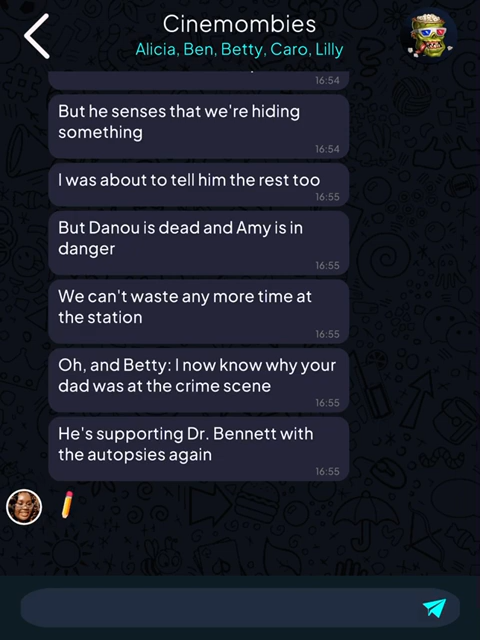 Cinemombies
Alicia, Ben, Betty, Caro, Lilly
16:54
But he senses that we're hiding
something
16:54
I was about to tell him the rest too
16:55
But Danou is dead and Amy is in
danger
16:55
We can't waste any more time at
the station
16:55
Oh, and Betty: I now know why your
dad was at the crime scene
16:55
He's supporting Dr. Bennett with
the autopsies again
16:55